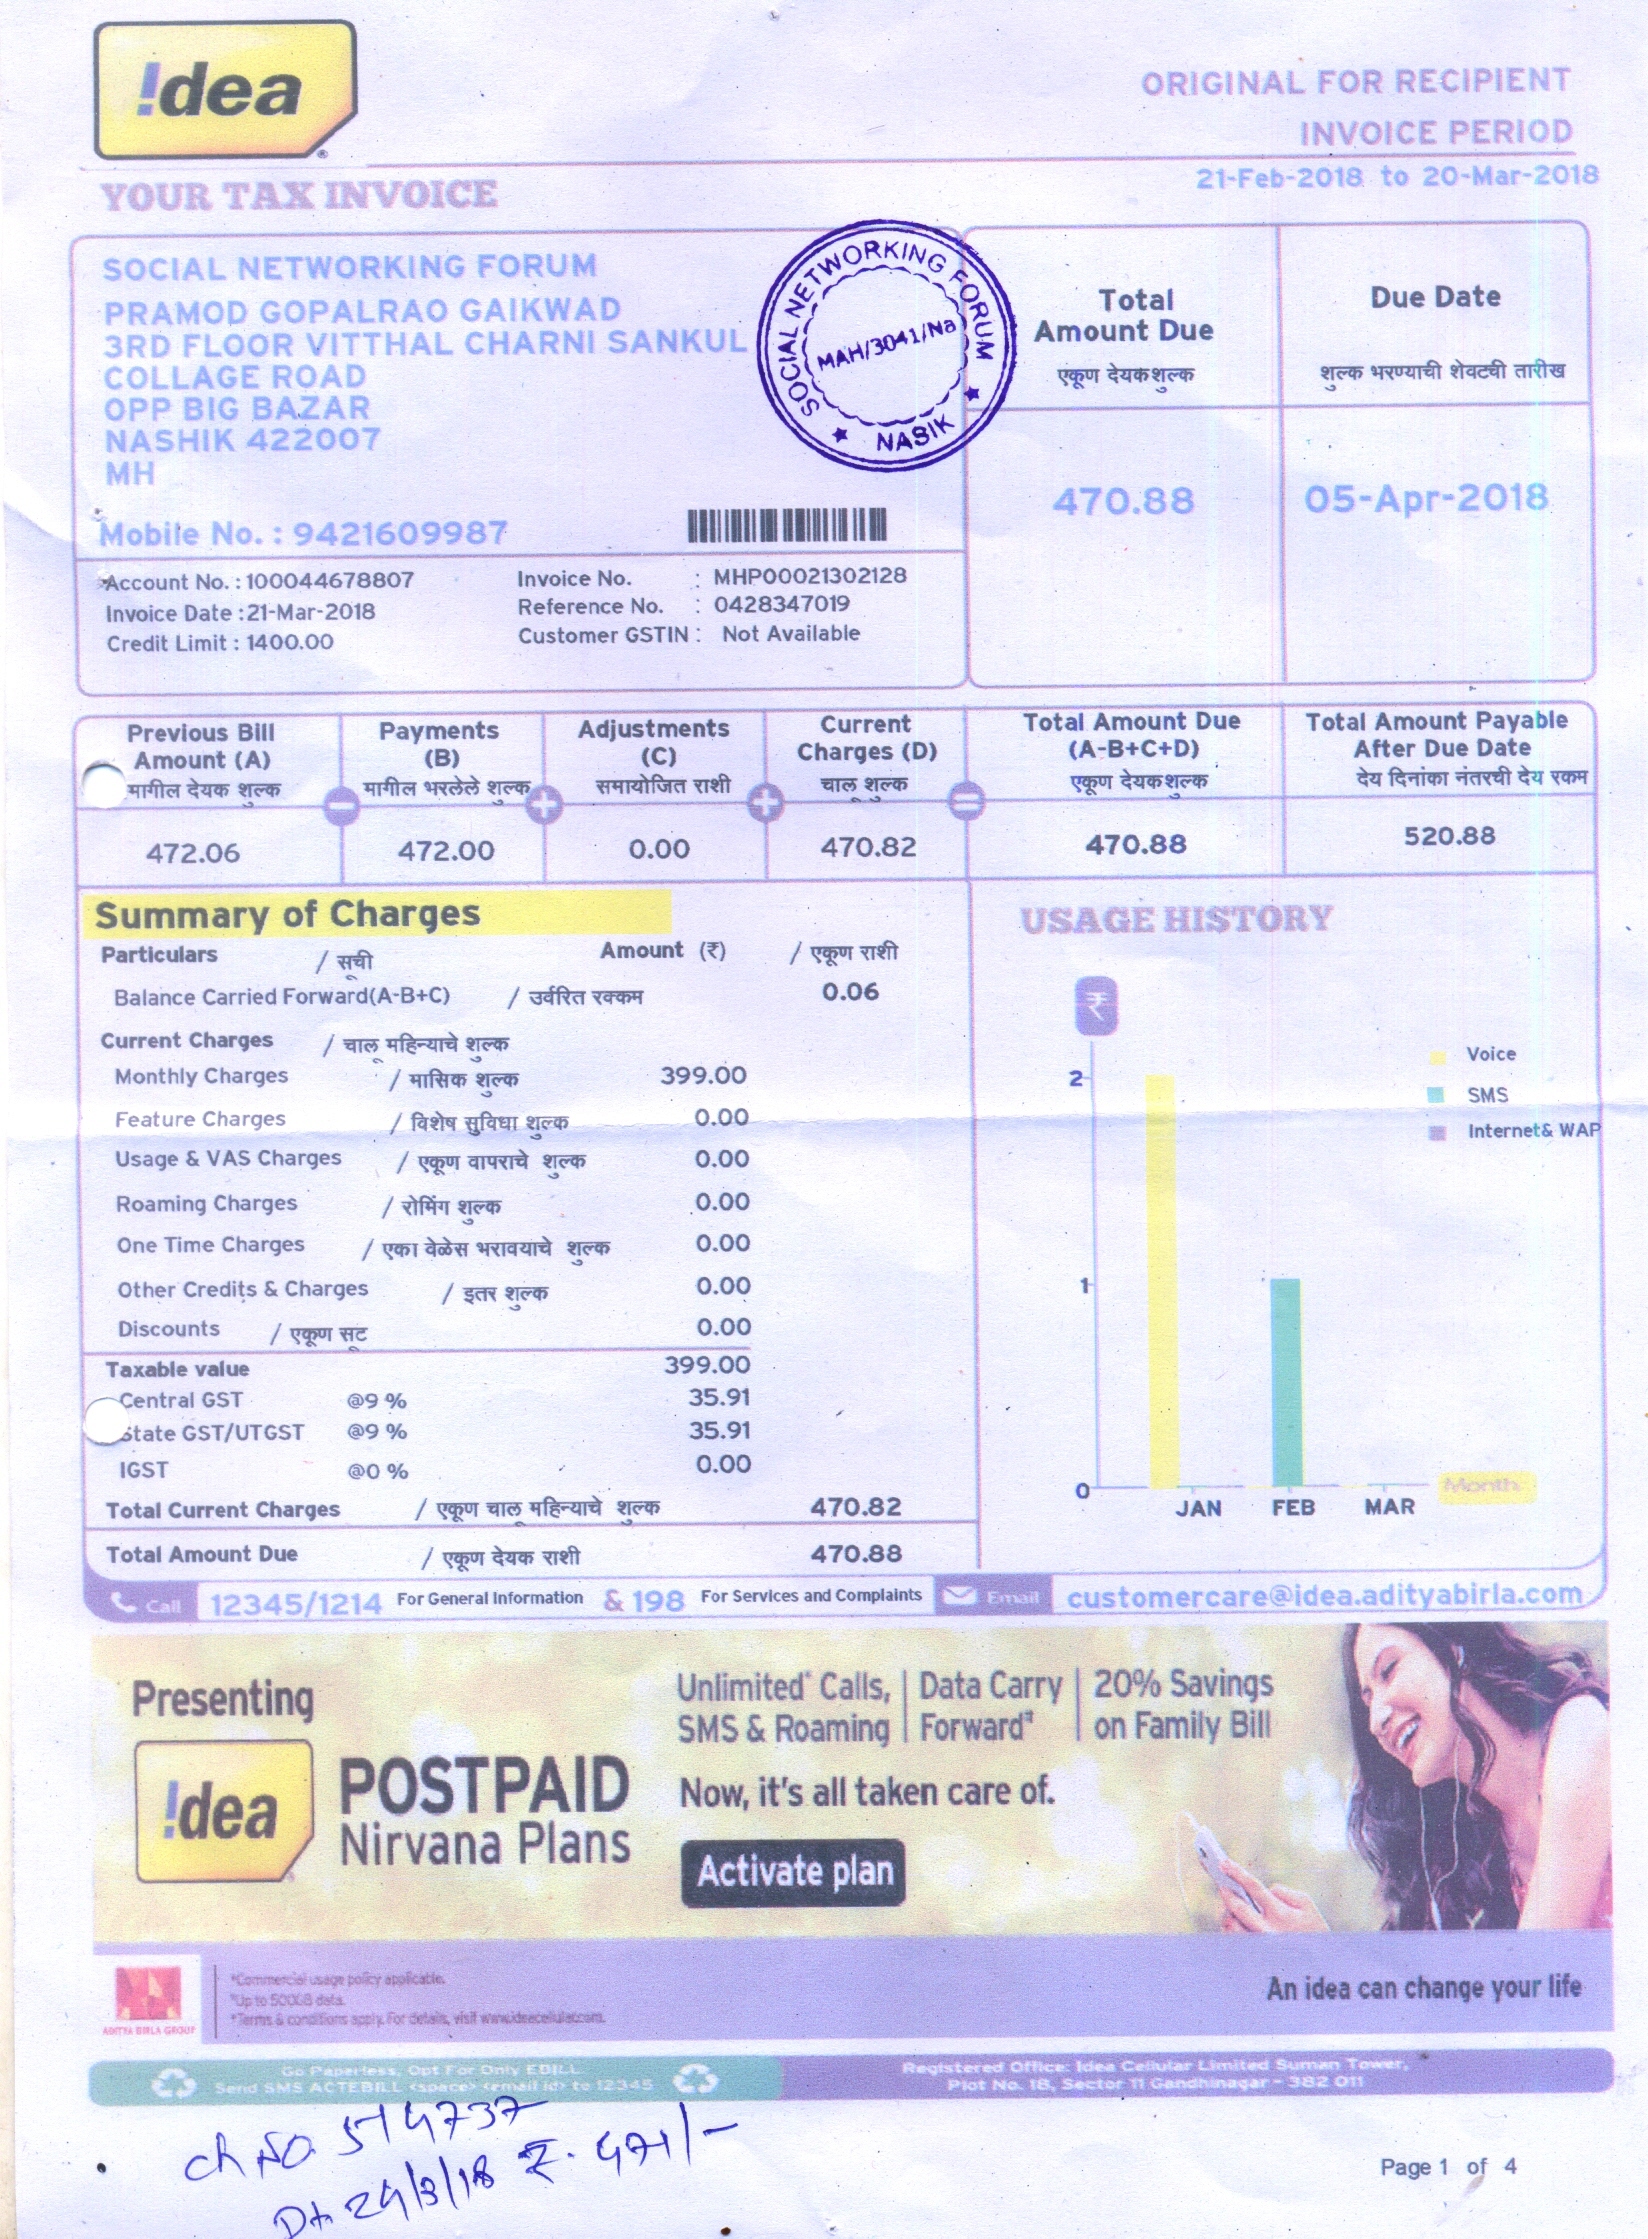 !dea
ORIGINAL FOR RECIPIENT
INVOICE PERIOD
21-Feb-2018 to 20-Mar-2018
YOUR TAX INVOICE
SOCIAL NETWORKING FORUM
PRAMOD GOPALRAO GAIKWAD
3RD FLOOR VITTHAL CHARNI SANKUL
COLLAGE ROAD
OPP BIG BAZAR
NASHIK 422007
MH
SOCIAL NETWORKING FORUM
MAH/3041/Na
★ NASIK ★
Total Amount Due
एकूण देयक शुल्क
470.88
Due Date
शुल्क भरण्याची शेवटची तारीख
05-Apr-2018
Mobile No. : 9421609987
Account No. : 100044678807
Invoice Date : 21-Mar-2018
Credit Limit : 1400.00
Invoice No. : MHP00021302128
Reference No. : 0428347019
Customer GSTIN : Not Available
Previous Bill Amount (A)
मागील देयक शुल्क
472.06
Payments (B)
मागील भरलेले शुल्क
472.00
Adjustments (C)
समायोजित राशी
0.00
Current Charges (D)
चालू शुल्क
470.82
Total Amount Due (A-B+C+D)
एकूण देयक शुल्क
470.88
Total Amount Payable After Due Date
देय दिनांका नंतरची देय रकम
520.88
Summary of Charges
Particulars / सूची Amount (₹) / एकूण राशी
Balance Carried Forward(A-B+C) / उर्वरित रक्कम 0.06
Current Charges / चालू महिन्याचे शुल्क
Monthly Charges / मासिक शुल्क 399.00
Feature Charges / विशेष सुविधा शुल्क 0.00
Usage & VAS Charges / एकूण वापराचे शुल्क 0.00
Roaming Charges / रोमिंग शुल्क 0.00
One Time Charges / एका वेळेस भरावयाचे शुल्क 0.00
Other Credits & Charges / इतर शुल्क 0.00
Discounts / एकूण सूट 0.00
Taxable value 399.00
Central GST @9 % 35.91
State GST/UTGST @9 % 35.91
IGST @0 % 0.00
Total Current Charges / एकूण चालू महिन्याचे शुल्क 470.82
Total Amount Due / एकूण देयक राशी 470.88
USAGE HISTORY
₹
Voice
SMS
Internet& WAP
2
1
0
JAN FEB MAR Month
Call 12345/1214 For General Information & 198 For Services and Complaints Email customercare@idea.adityabirla.com
Presenting
!dea
POSTPAID
Nirvana Plans
Unlimited* Calls, SMS & Roaming
Data Carry Forward#
20% Savings on Family Bill
Now, it's all taken care of.
Activate plan
ADITYA BIRLA GROUP
*Commercial usage policy applicable.
#Up to 500GB data.
*Terms & conditions apply. For details, visit www.ideacellular.com.
An idea can change your life
Go Paperless, Opt For Only EBILL
Send SMS ACTEBILL <space> <email id> to 12345
Registered Office: Idea Cellular Limited Suman Tower,
Plot No. 18, Sector 11 Gandhinagar - 382 011
Ch No. 514737
Dt. 24/3/18 ₹. 471/-
Page 1 of 4